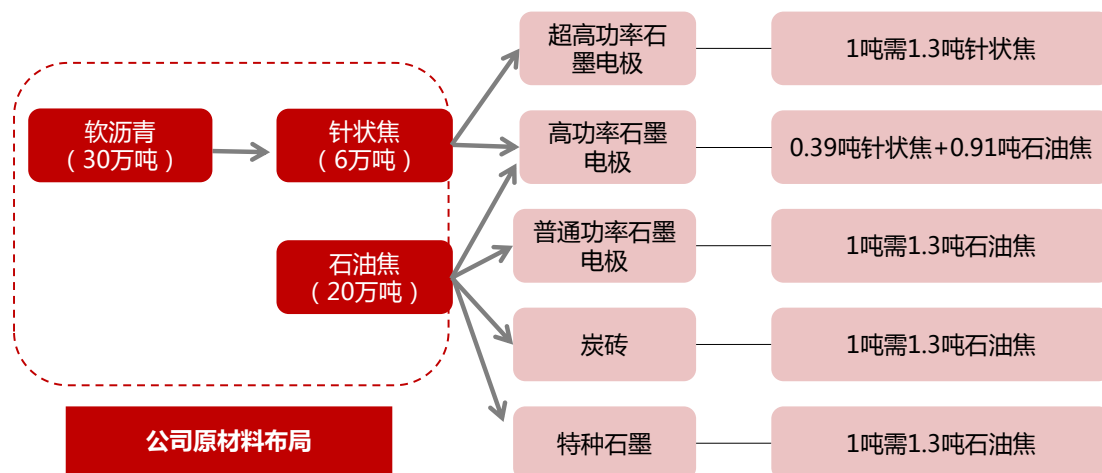 超高功率石
墨电极
1吨需1.3吨针状焦
软沥青
（30万吨）
针状焦
（6万吨）
高功率石墨
电极
0.39吨针状焦+0.91吨石油焦
石油焦
（20万吨）
普通功率石墨
电极
1吨需1.3吨石油焦
炭砖
1吨需1.3吨石油焦
公司原材料布局
特种石墨
1吨需1.3吨石油焦